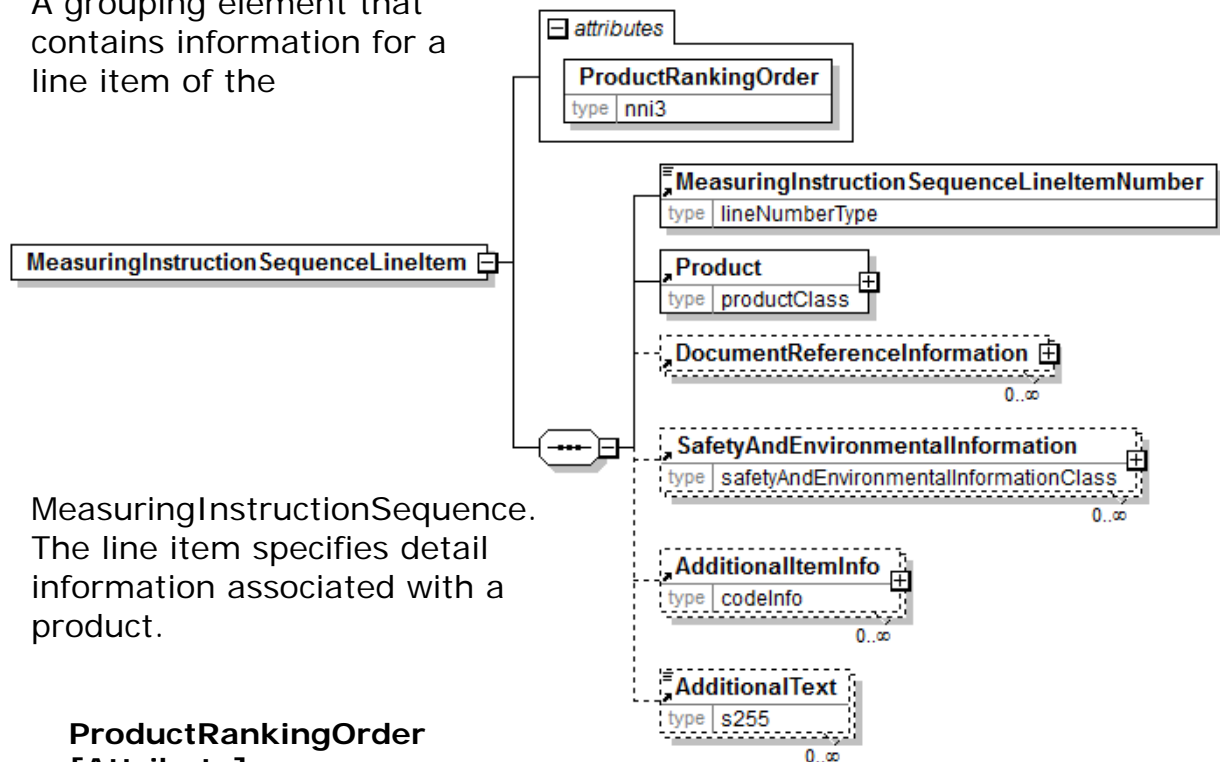 A grouping element that
contains information for a
line item of the
attributes
ProductRankingOrder
type nni3
MeasuringInstructionSequenceLineItemNumber
type lineNumberType
MeasuringInstructionSequenceLineItem
Product
type productClass
DocumentReferenceInformation
0..∞
SafetyAndEnvironmentalInformation
type safetyAndEnvironmentalInformationClass
0..∞
MeasuringInstructionSequence.
The line item specifies detail
information associated with a
product.
AdditionalItemInfo
type codeInfo
0..∞
AdditionalText
type s255
0..∞
ProductRankingOrder
[Attribute]